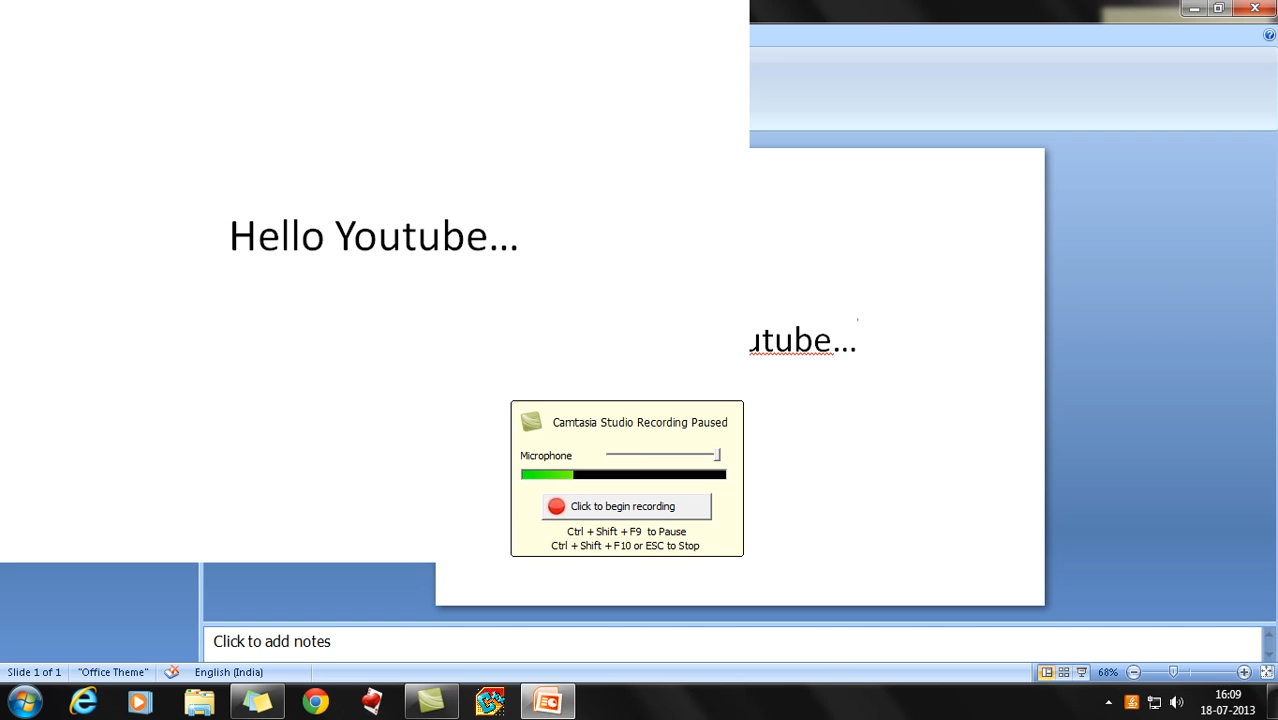 Hello Youtube...
utube...
Camtasia Studio Recording Paused
Microphone
Click to begin recording
Ctrl + Shift + F9 to Pause
Ctrl + Shift + F10 or ESC to Stop
Click to add notes
Slide 1 of 1 "Office Theme" English (India) 68%
16:09
18-07-2013